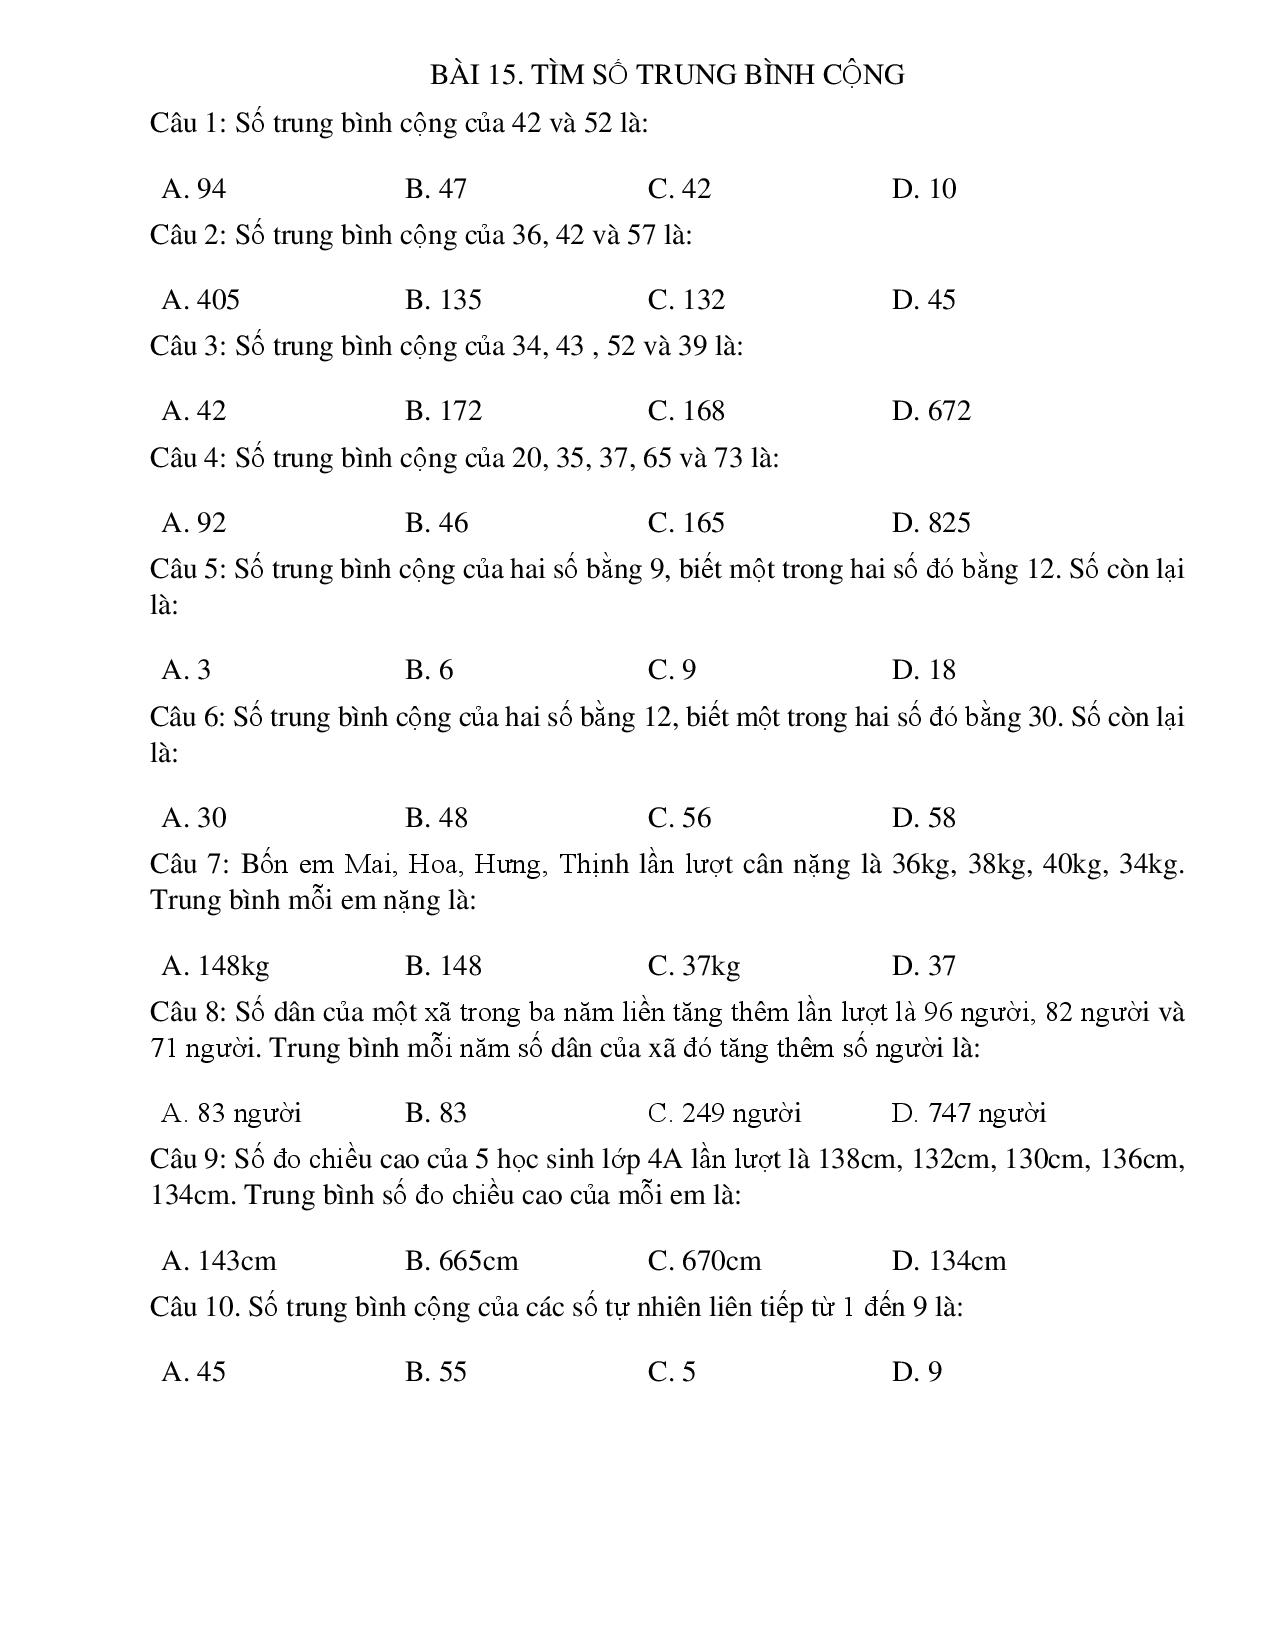 BÀI 15. TÌM SỐ TRUNG BÌNH CỘNG
Câu 1: Số trung bình cộng của 42 và 52 là:
A. 94 B. 47 C. 42 D. 10
Câu 2: Số trung bình cộng của 36, 42 và 57 là:
A. 405 B. 135 C. 132 D. 45
Câu 3: Số trung bình cộng của 34, 43 , 52 và 39 là:
A. 42 B. 172 C. 168 D. 672
Câu 4: Số trung bình cộng của 20, 35, 37, 65 và 73 là:
A. 92 B. 46 C. 165 D. 825
Câu 5: Số trung bình cộng của hai số bằng 9, biết một trong hai số đó bằng 12. Số còn lại
là:
A. 3 B. 6 C. 9 D. 18
Câu 6: Số trung bình cộng của hai số bằng 12, biết một trong hai số đó bằng 30. Số còn lại
là:
A. 30 B. 48 C. 56 D. 58
Câu 7: Bốn em Mai, Hoa, Hưng, Thịnh lần lượt cân nặng là 36kg, 38kg, 40kg, 34kg.
Trung bình mỗi em nặng là:
A. 148kg B. 148 C. 37kg D. 37
Câu 8: Số dân của một xã trong ba năm liền tăng thêm lần lượt là 96 người, 82 người và
71 người. Trung bình mỗi năm số dân của xã đó tăng thêm số người là:
A. 83 người B. 83 C. 249 người D. 747 người
Câu 9: Số đo chiều cao của 5 học sinh lớp 4A lần lượt là 138cm, 132cm, 130cm, 136cm,
134cm. Trung bình số đo chiều cao của mỗi em là:
A. 143cm B. 665cm C. 670cm D. 134cm
Câu 10. Số trung bình cộng của các số tự nhiên liên tiếp từ 1 đến 9 là:
A. 45 B. 55 C. 5 D. 9